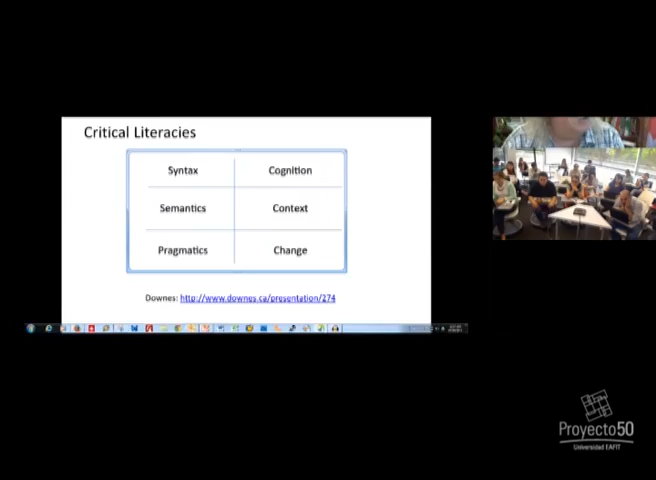 Critical Literacies
Syntax Cognition
Semantics Context
Pragmatics Change
Downes: http://www.downes.ca/presentation/274
Proyecto50
Universidad EAFIT